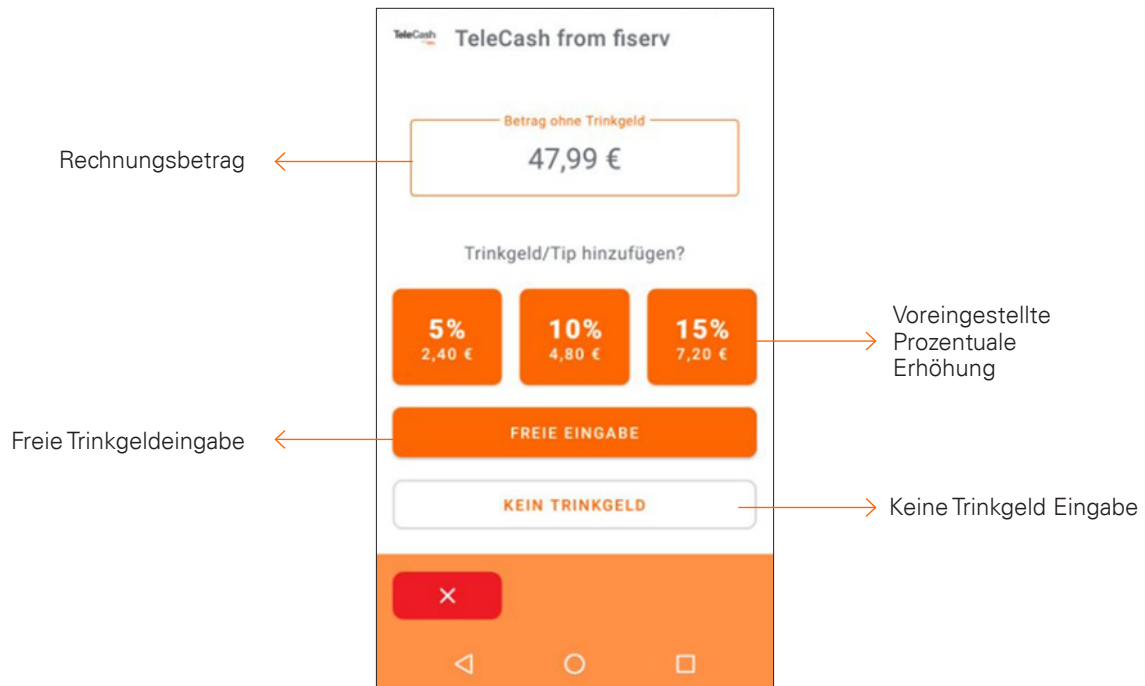 TeleCash TeleCash from fiserv
Betrag ohne Trinkgeld
Rechnungsbetrag
47,99 €
Trinkgeld/Tip hinzufügen?
5% 10% 15%
2,40 € 4,80 € 7,20 €
Voreingestellte
Prozentuale
Erhöhung
Freie Trinkgeldeingabe
FREIE EINGABE
KEIN TRINKGELD
Keine Trinkgeld Eingabe